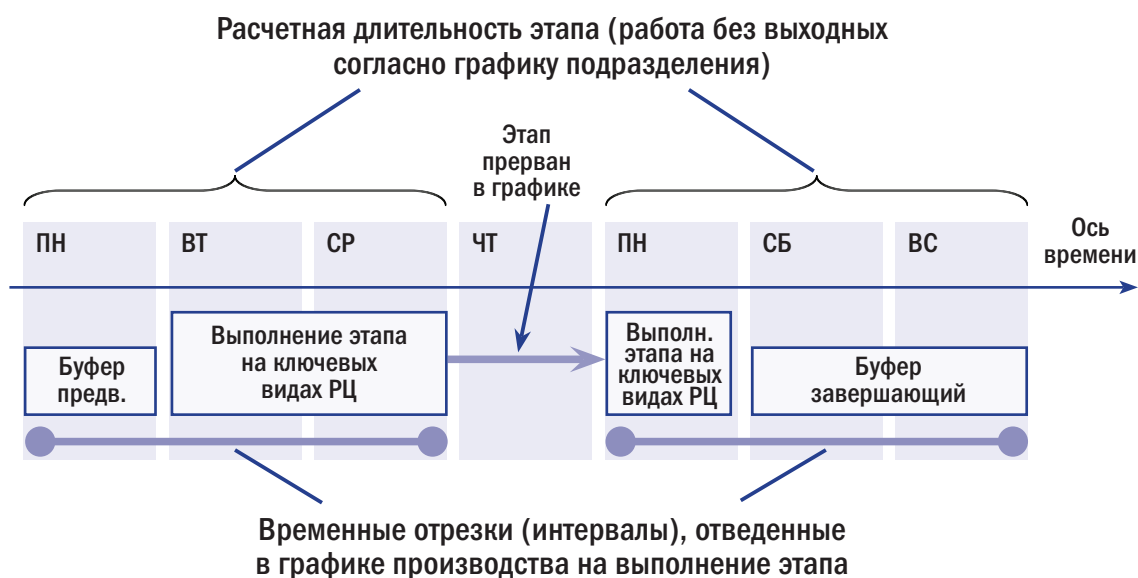 Расчетная длительность этапа (работа без выходных
согласно графику подразделения)
Этап
прерван
в графике
ПН
ВТ
СР
ЧТ
ПН
СБ
ВС
Ось
времени
Буфер
предв.
Выполнение этапа
на ключевых
видах РЦ
Выполн.
этапа на
ключевых
видах РЦ
Буфер
завершающий
Временные отрезки (интервалы), отведенные
в графике производства на выполнение этапа